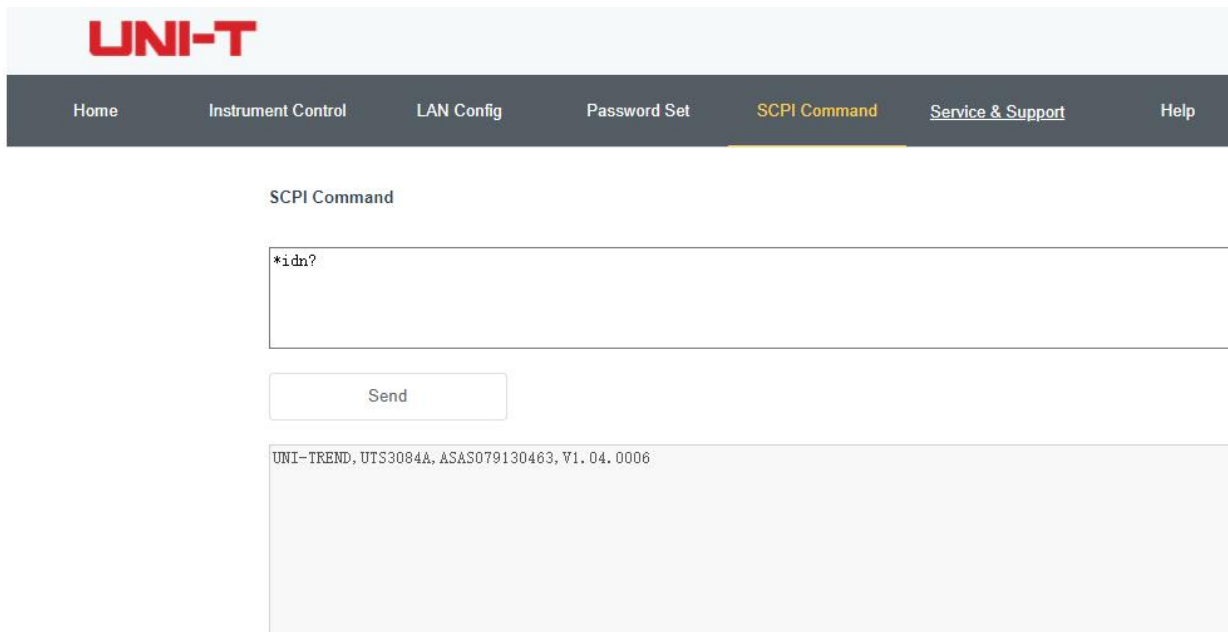 UNI-T
Home Instrument Control LAN Config Password Set SCPI Command Service & Support Help
SCPI Command
*idn?
Send
UNI-TREND,UTS3084A,ASAS079130463,V1.04.0006